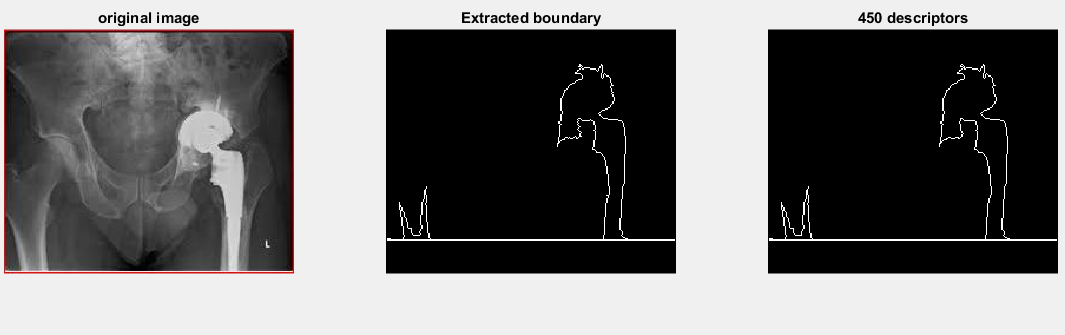 original image
Extracted boundary
450 descriptors
L